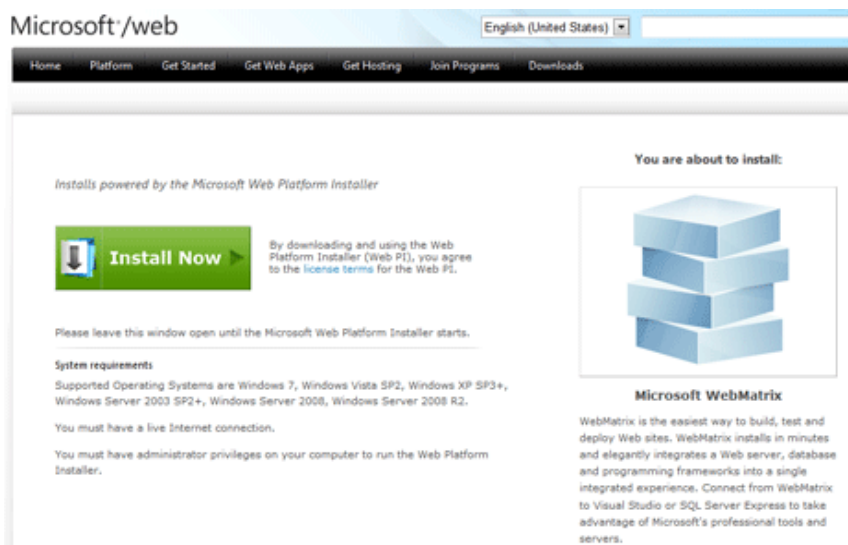 Microsoft®/web
English (United States)
Home Platform Get Started Get Web Apps Get Hosting Join Programs Downloads
Installs powered by the Microsoft Web Platform Installer
Install Now
By downloading and using the Web
Platform Installer (Web PI), you agree
to the license terms for the Web PI.
Please leave this window open until the Microsoft Web Platform Installer starts.
System requirements
Supported Operating Systems are Windows 7, Windows Vista SP2, Windows XP SP3+,
Windows Server 2003 SP2+, Windows Server 2008, Windows Server 2008 R2.
You must have a live Internet connection.
You must have administrator privileges on your computer to run the Web Platform
Installer.
You are about to install:
Microsoft WebMatrix
WebMatrix is the easiest way to build, test and
deploy Web sites. WebMatrix installs in minutes
and elegantly integrates a Web server, database
and programming frameworks into a single
integrated experience. Connect from WebMatrix
to Visual Studio or SQL Server Express to take
advantage of Microsoft's professional tools and
servers.